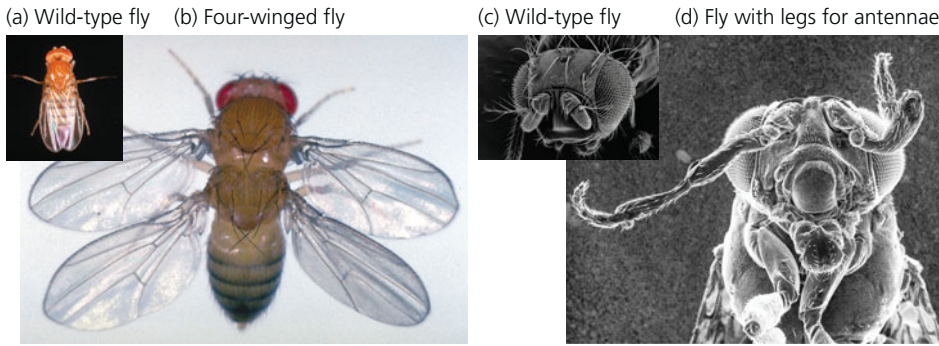 (a) Wild-type fly
(b) Four-winged fly
(c) Wild-type fly
(d) Fly with legs for antennae